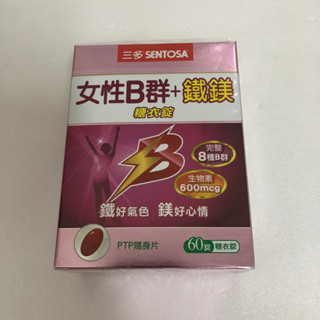 三多 SENTOSA
女性B群+鐵鎂
糖衣錠
B
完整
8種B群
生物素
600mcg
鐵好氣色 鎂好心情
PTP隨身片
60錠 糖衣錠